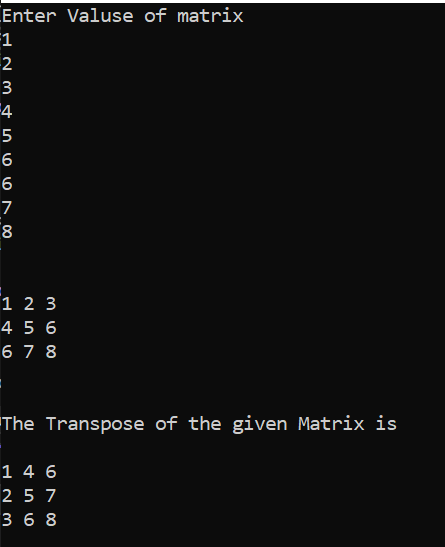 Enter Valuse of matrix
1
2
3
4
5
6
6
7
8
1 2 3
4 5 6
6 7 8
The Transpose of the given Matrix is
1 4 6
2 5 7
3 6 8